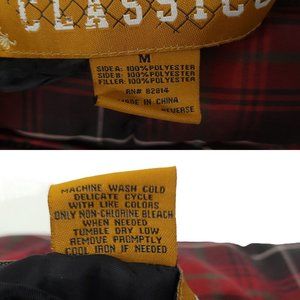 CLASSICS
M
SIDE A: 100% POLYESTER
SIDE B: 100% POLYESTER
FILLER: 100% POLYESTER
RN# 82814
MADE IN CHINA
REVERSE
MACHINE WASH COLD
DELICATE CYCLE
WITH LIKE COLORS
ONLY NON-CHLORINE BLEACH
WHEN NEEDED
TUMBLE DRY LOW
REMOVE PROMPTLY
COOL IRON IF NEEDED